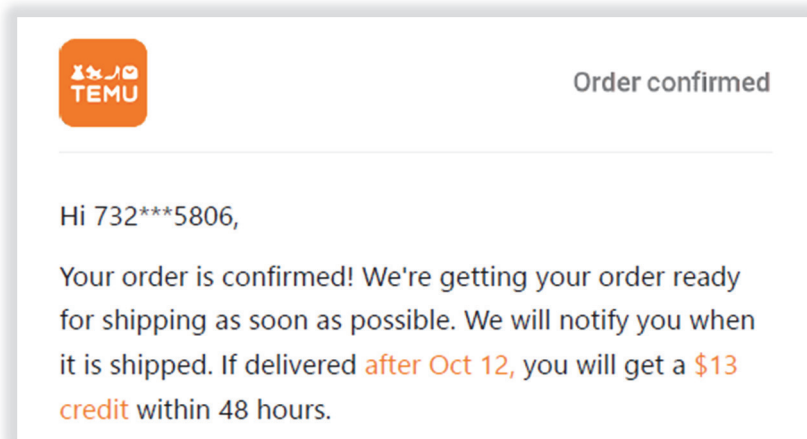 TEMU
Order confirmed
Hi 732***5806,
Your order is confirmed! We're getting your order ready
for shipping as soon as possible. We will notify you when
it is shipped. If delivered after Oct 12, you will get a $13
credit within 48 hours.